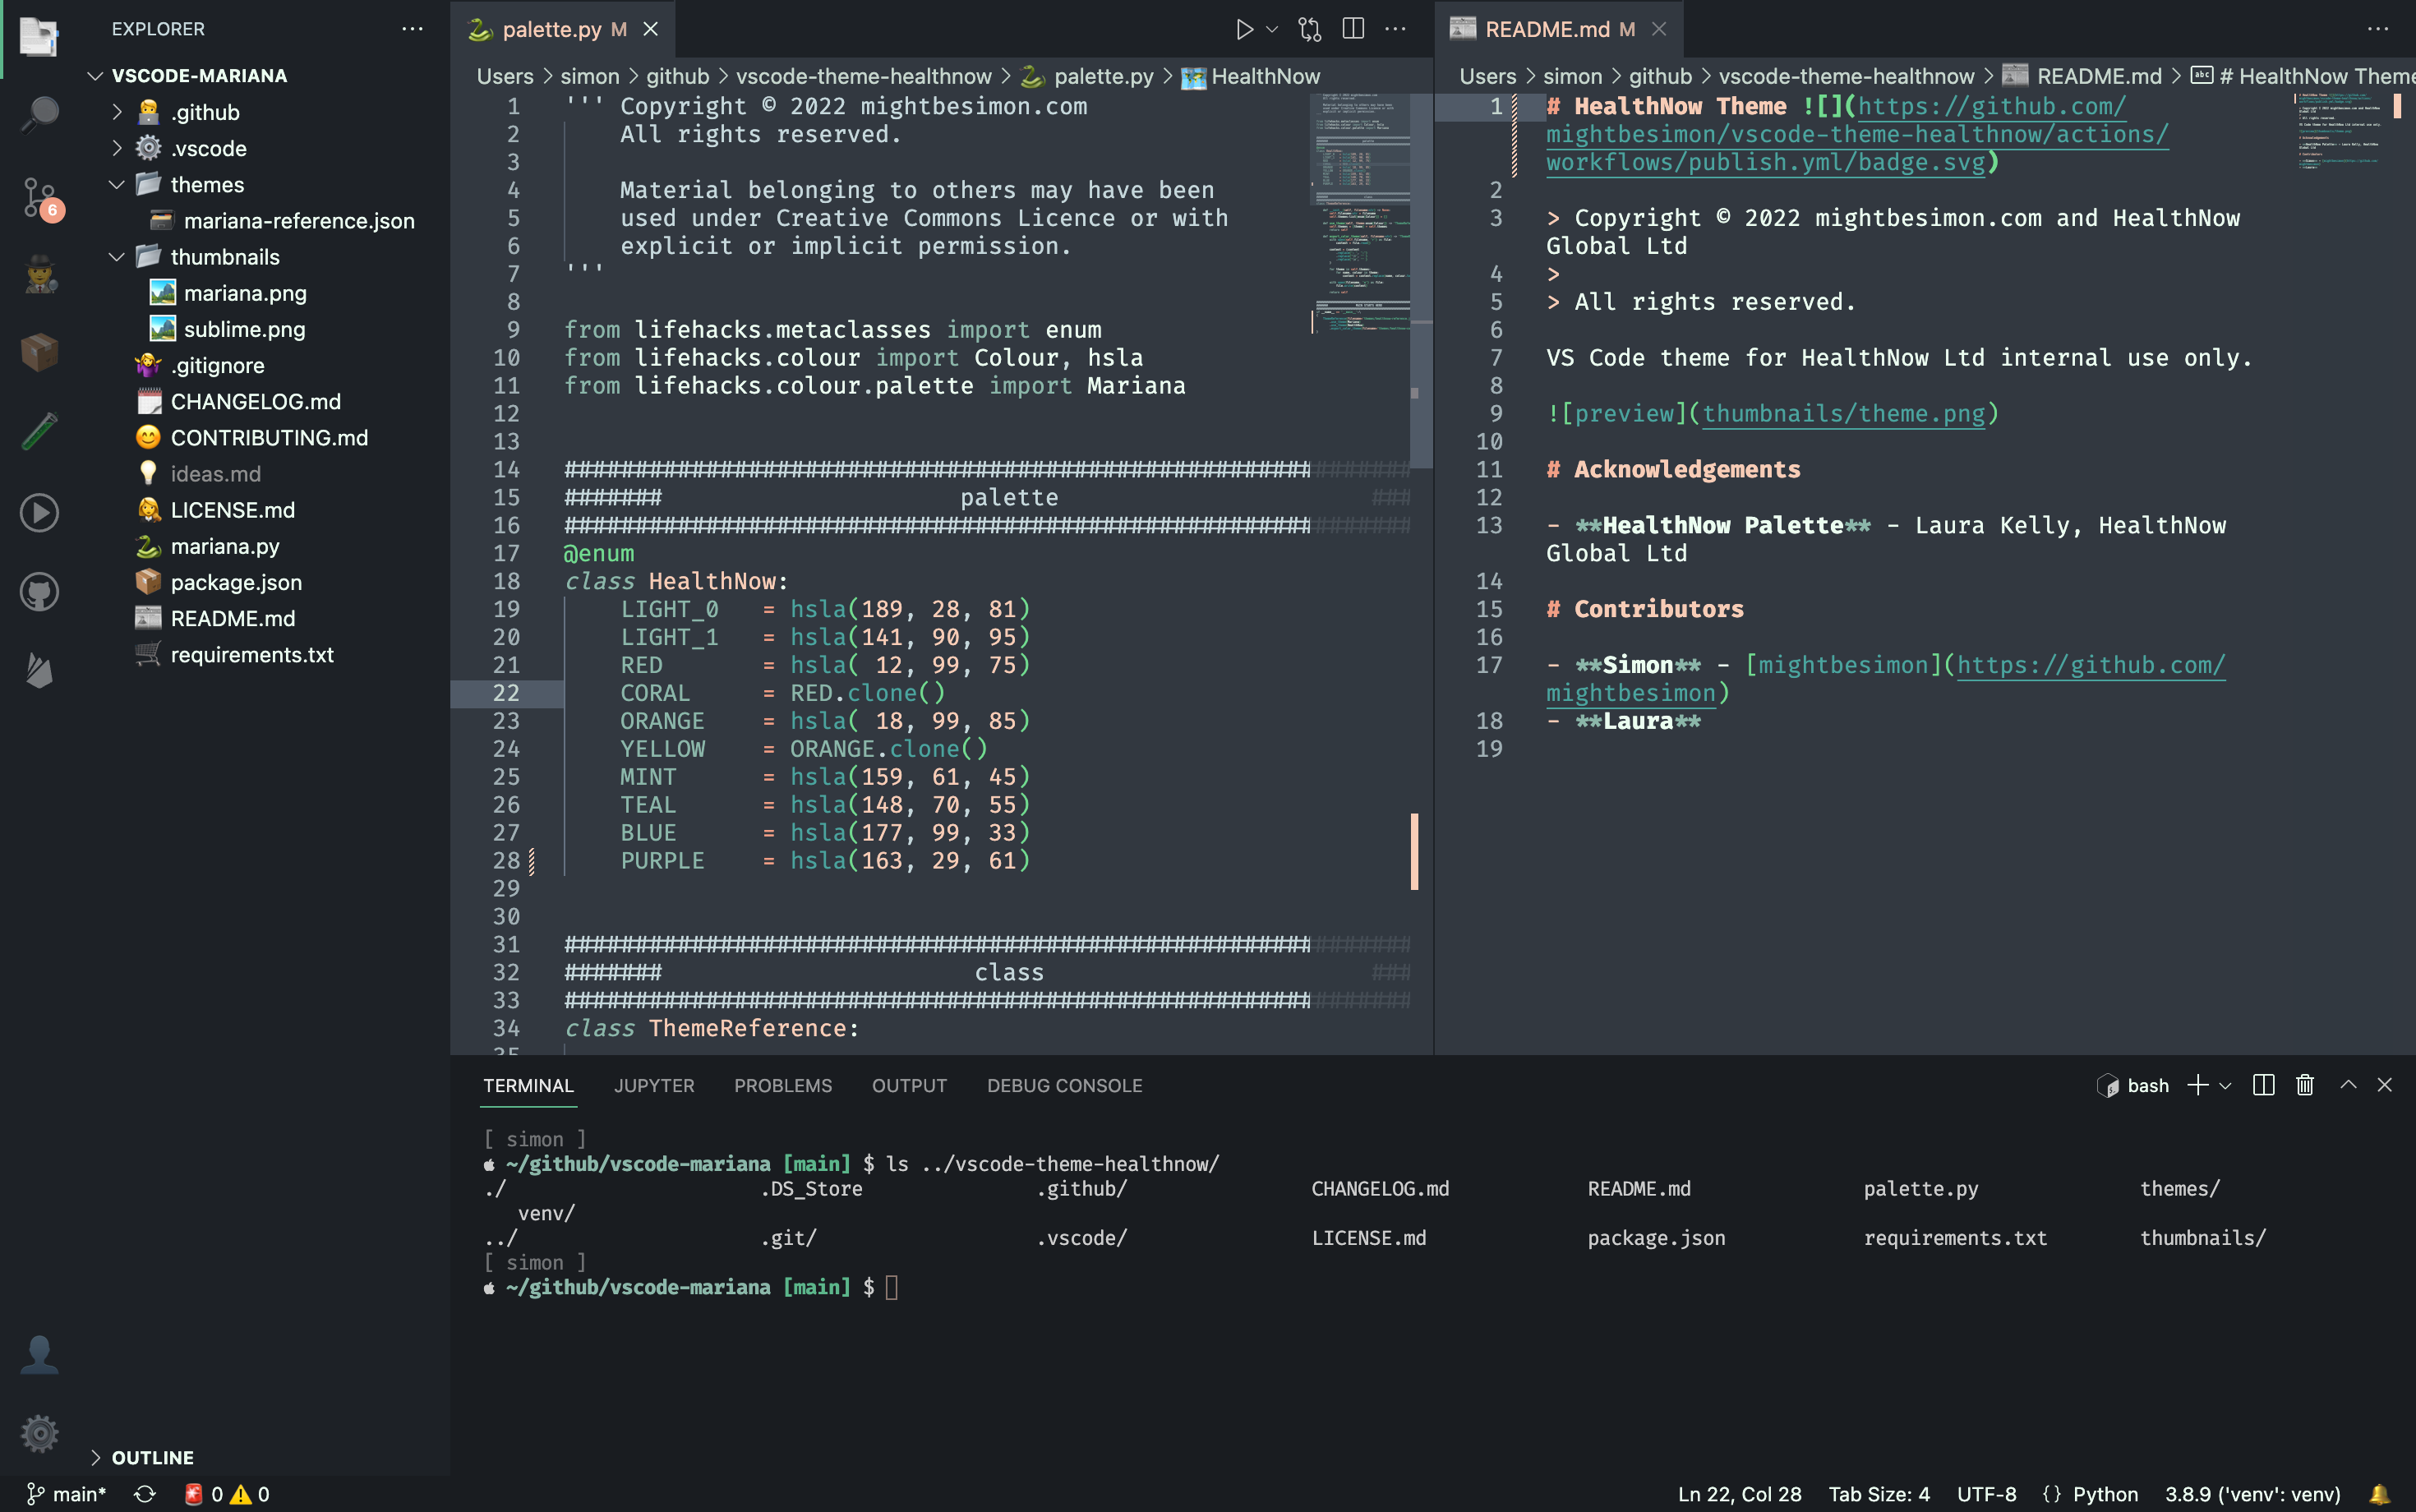 EXPLORER
VSCODE-MARIANA
.github
.vscode
themes
mariana-reference.json
thumbnails
mariana.png
sublime.png
.gitignore
CHANGELOG.md
CONTRIBUTING.md
ideas.md
LICENSE.md
mariana.py
package.json
README.md
requirements.txt
OUTLINE
6
palette.py M
Users > simon > github > vscode-theme-healthnow > palette.py > HealthNow
1 ''' Copyright © 2022 mightbesimon.com
2 All rights reserved.
3
4 Material belonging to others may have been
5 used under Creative Commons Licence or with
6 explicit or implicit permission.
7 '''
8
9 from lifehacks.metaclasses import enum
10 from lifehacks.colour import Colour, hsla
11 from lifehacks.colour.palette import Mariana
12
13
14 ############################################################
15 ####### palette ###
16 ############################################################
17 @enum
18 class HealthNow:
19 LIGHT_0 = hsla(189, 28, 81)
20 LIGHT_1 = hsla(141, 90, 95)
21 RED = hsla( 12, 99, 75)
22 CORAL = RED.clone()
23 ORANGE = hsla( 18, 99, 85)
24 YELLOW = ORANGE.clone()
25 MINT = hsla(159, 61, 45)
26 TEAL = hsla(148, 70, 55)
27 BLUE = hsla(177, 99, 33)
28 PURPLE = hsla(163, 29, 61)
29
30
31 ############################################################
32 ####### class ###
33 ############################################################
34 class ThemeReference:
35
README.md M
Users > simon > github > vscode-theme-healthnow > README.md > # HealthNow Theme
1 # HealthNow Theme ![](https://github.com/
mightbesimon/vscode-theme-healthnow/actions/
workflows/publish.yml/badge.svg)
2
3 > Copyright © 2022 mightbesimon.com and HealthNow
Global Ltd
4 >
5 > All rights reserved.
6
7 VS Code theme for HealthNow Ltd internal use only.
8
9 ![preview](thumbnails/theme.png)
10
11 # Acknowledgements
12
13 - **HealthNow Palette** - Laura Kelly, HealthNow
Global Ltd
14
15 # Contributors
16
17 - **Simon** - [mightbesimon](https://github.com/
mightbesimon)
18 - **Laura**
19
TERMINAL JUPYTER PROBLEMS OUTPUT DEBUG CONSOLE bash
[ simon ]
~/github/vscode-mariana [main] $ ls ../vscode-theme-healthnow/
./ .DS_Store .github/ CHANGELOG.md README.md palette.py themes/
venv/
../ .git/ .vscode/ LICENSE.md package.json requirements.txt thumbnails/
[ simon ]
~/github/vscode-mariana [main] $
main* 0 0 Ln 22, Col 28 Tab Size: 4 UTF-8 {} Python 3.8.9 ('venv': venv)